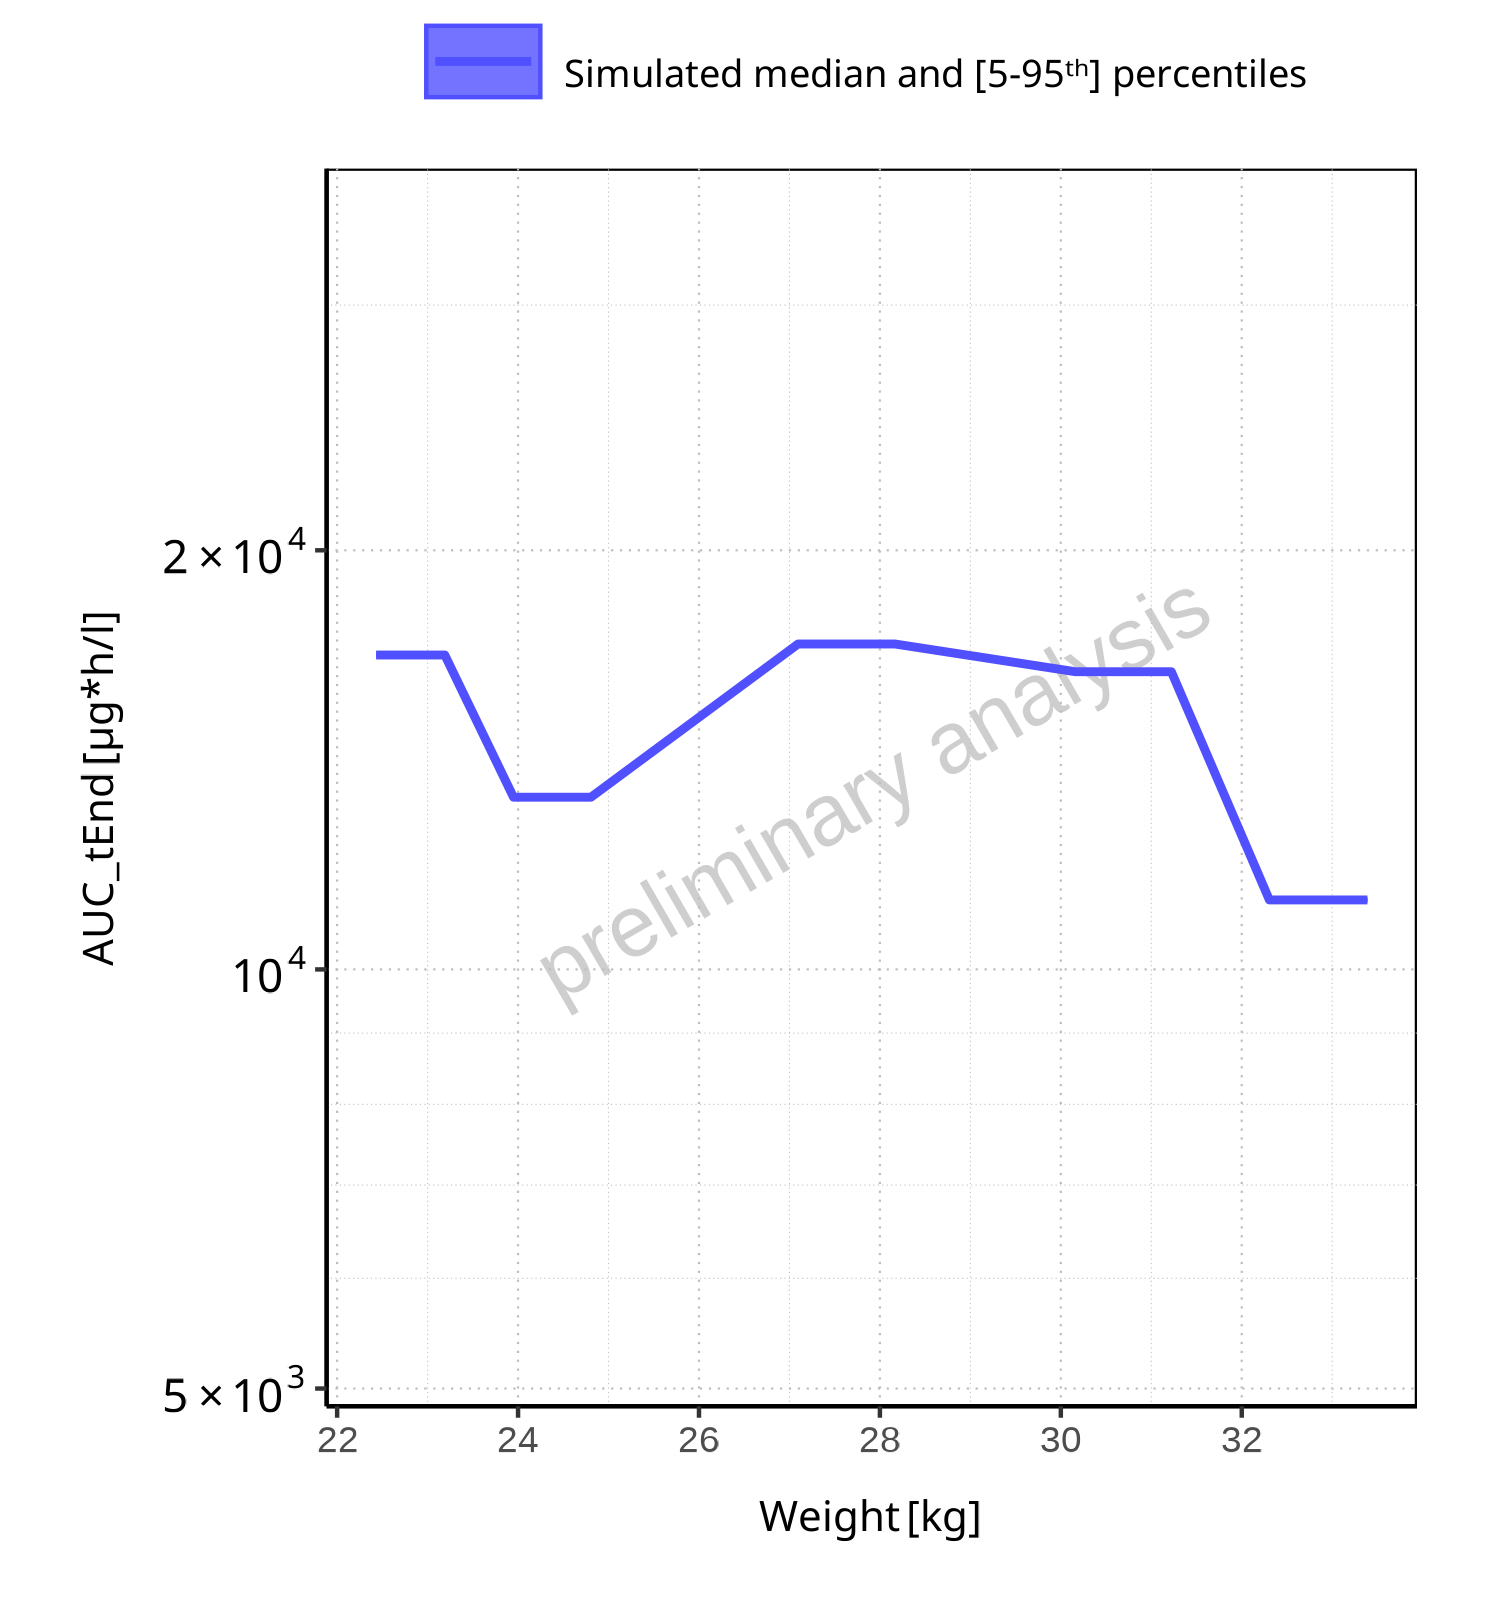 Simulated median and [5-95ᵗʰ] percentiles
AUC_tEnd [µg*h/l]
2 × 10⁴
10⁴
5 × 10³
preliminary analysis
22 24 26 28 30 32
Weight [kg]